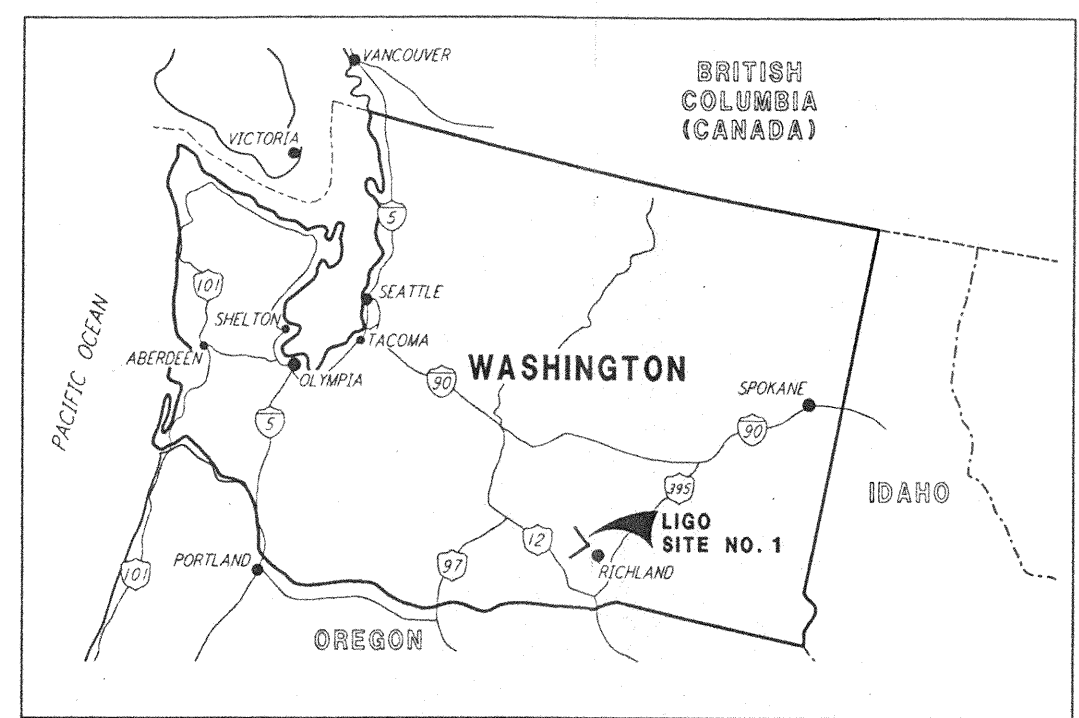 VANCOUVER
BRITISH
COLUMBIA
(CANADA)
VICTORIA
5
101
SEATTLE
SHELTON
TACOMA
ABERDEEN
OLYMPIA
PACIFIC OCEAN
90
WASHINGTON
SPOKANE
5
90
395
IDAHO
LIGO
SITE NO. 1
12
RICHLAND
97
PORTLAND
101
OREGON